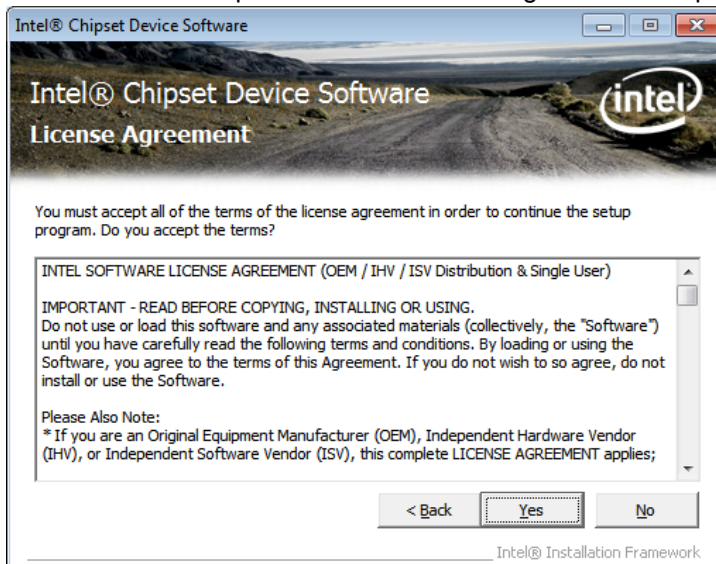 Intel® Chipset Device Software
Intel® Chipset Device Software
intel
License Agreement
You must accept all of the terms of the license agreement in order to continue the setup
program. Do you accept the terms?
INTEL SOFTWARE LICENSE AGREEMENT (OEM / IHV / ISV Distribution & Single User)
IMPORTANT - READ BEFORE COPYING, INSTALLING OR USING.
Do not use or load this software and any associated materials (collectively, the "Software")
until you have carefully read the following terms and conditions. By loading or using the
Software, you agree to the terms of this Agreement. If you do not wish to so agree, do not
install or use the Software.
Please Also Note:
* If you are an Original Equipment Manufacturer (OEM), Independent Hardware Vendor
(IHV), or Independent Software Vendor (ISV), this complete LICENSE AGREEMENT applies;
< Back Yes No
Intel® Installation Framework